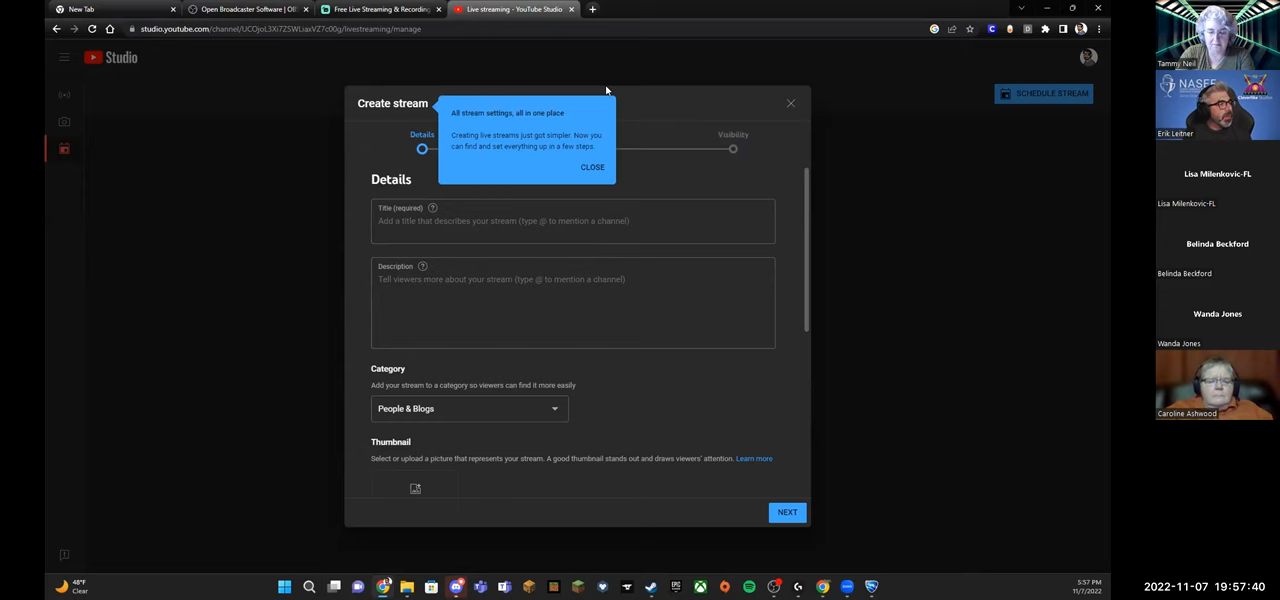 New Tab
Open Broadcaster Software | OB
Free Live Streaming & Recording
Live streaming - YouTube Studio
studio.youtube.com/channel/UCOjoL3Xi7ZSWLiaxVZ7c00g/livestreaming/manage
Studio
SCHEDULE STREAM
Create stream
All stream settings, all in one place
Creating live streams just got simpler. Now you
can find and set everything up in a few steps.
CLOSE
Details
Visibility
Details
Title (required)
Add a title that describes your stream (type @ to mention a channel)
Description
Tell viewers more about your stream (type @ to mention a channel)
Category
Add your stream to a category so viewers can find it more easily
People & Blogs
Thumbnail
Select or upload a picture that represents your stream. A good thumbnail stands out and draws viewers' attention. Learn more
NEXT
48°F
Clear
5:57 PM
11/7/2022
Tammy Neil
NASEF
Erik Leitner
Lisa Milenkovic-FL
Lisa Milenkovic-FL
Belinda Beckford
Belinda Beckford
Wanda Jones
Wanda Jones
Caroline Ashwood
2022-11-07 19:57:40